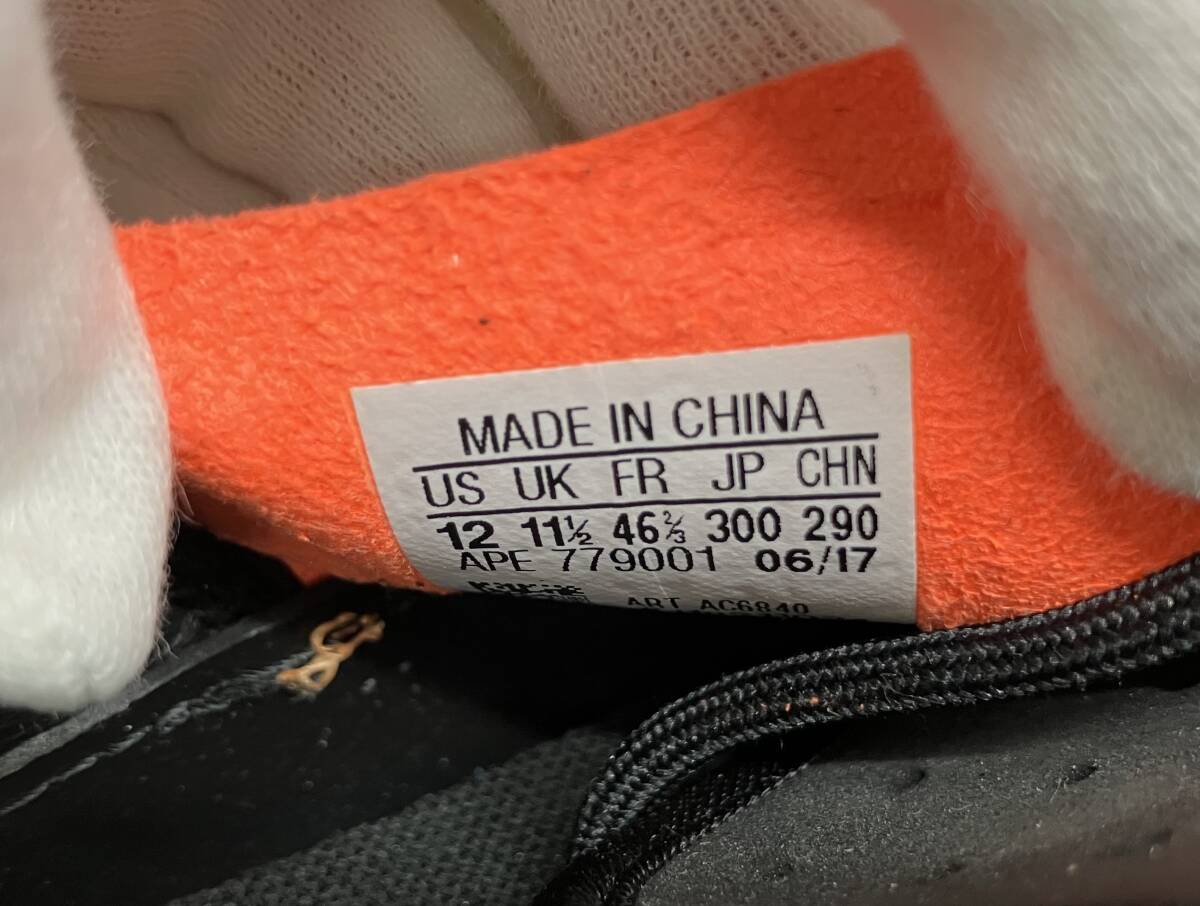 MADE IN CHINA
US UK FR JP CHN
12 11½ 46⅔ 300 290
APE 779001 06/17
ART AC6840